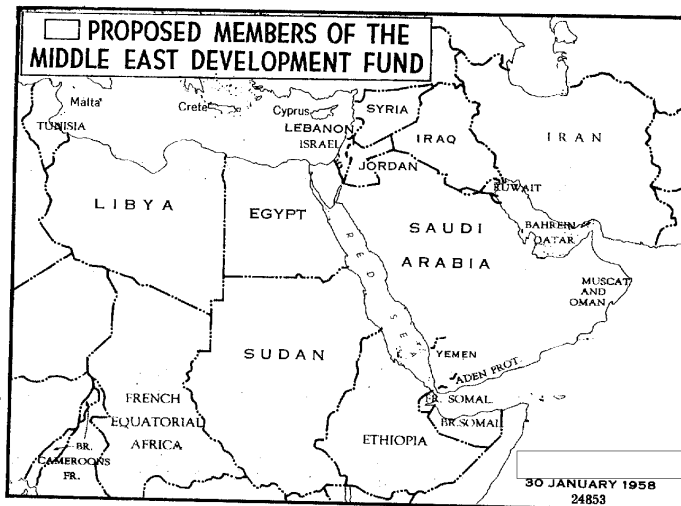 PROPOSED MEMBERS OF THE
MIDDLE EAST DEVELOPMENT FUND
Malta
Crete
Cyprus
SYRIA
TUNISIA
LEBANON
ISRAEL
IRAQ
IRAN
JORDAN
KUWAIT
LIBYA
EGYPT
SAUDI
ARABIA
BAHREIN
QATAR
RED SEA
MUSCAT
AND
OMAN
SUDAN
YEMEN
ADEN PROT.
FRENCH
EQUATORIAL
AFRICA
FR. SOMAL.
BR. SOMAL.
ETHIOPIA
BR.
CAMEROONS
FR.
30 JANUARY 1958
24853